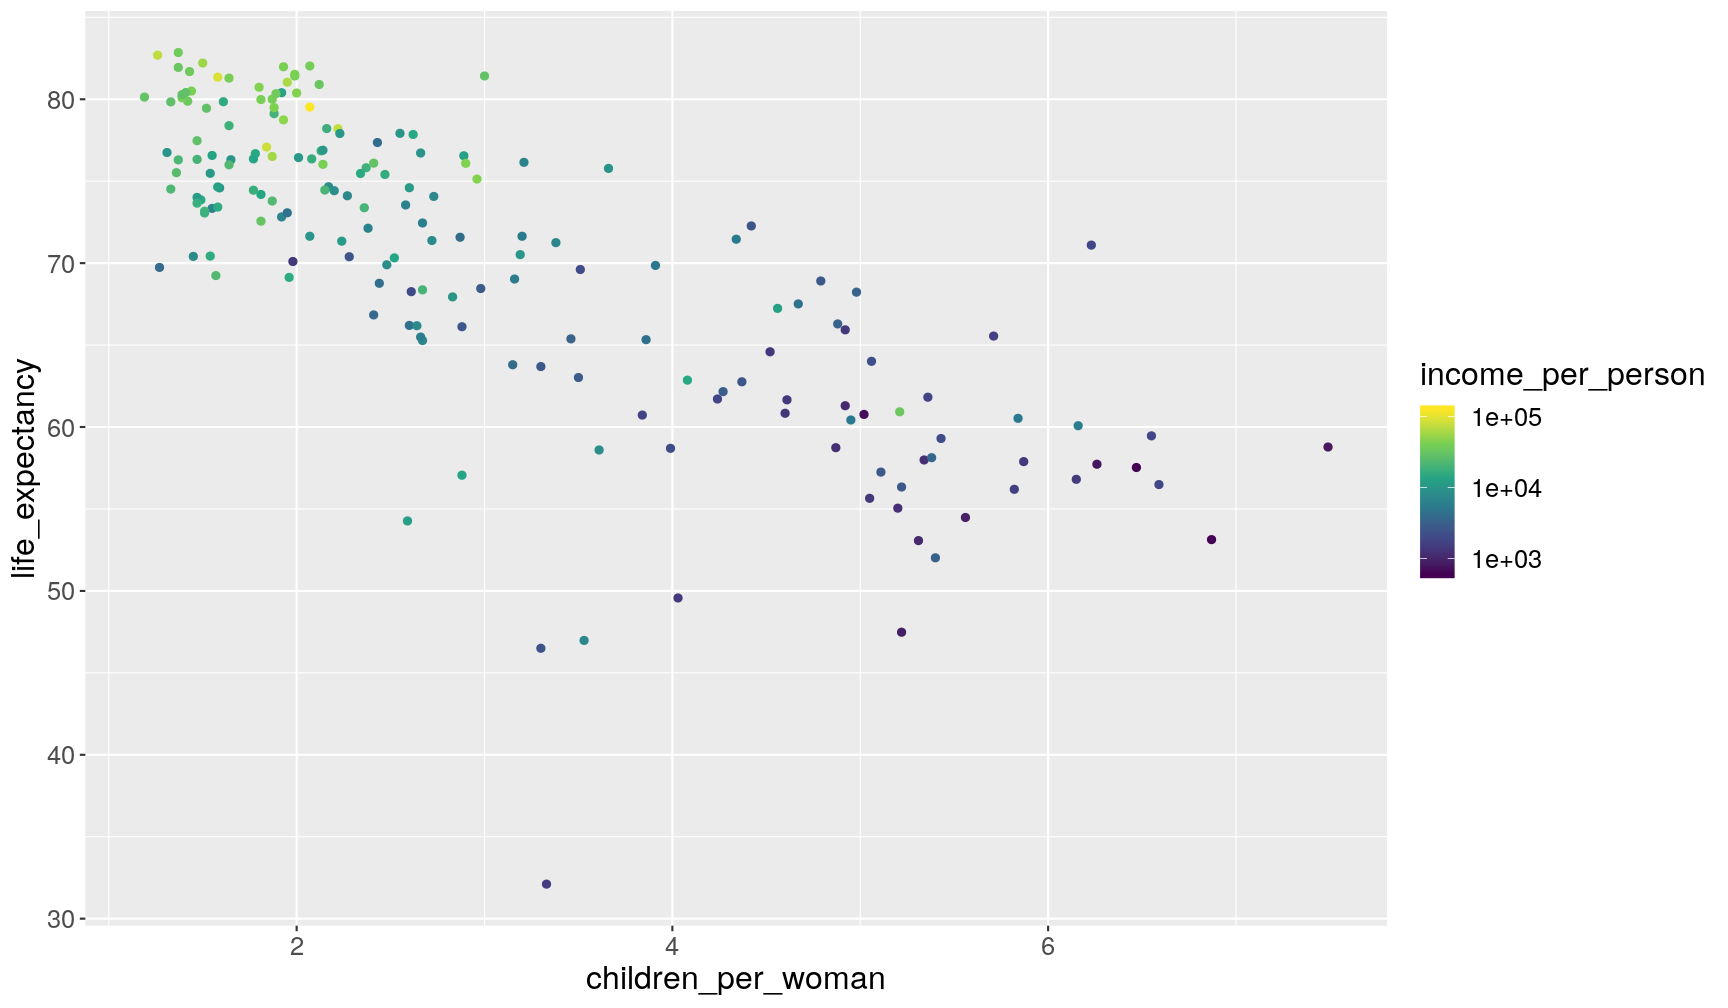 80
70
60
50
40
30
life_expectancy
2 4 6
children_per_woman
income_per_person
1e+05
1e+04
1e+03